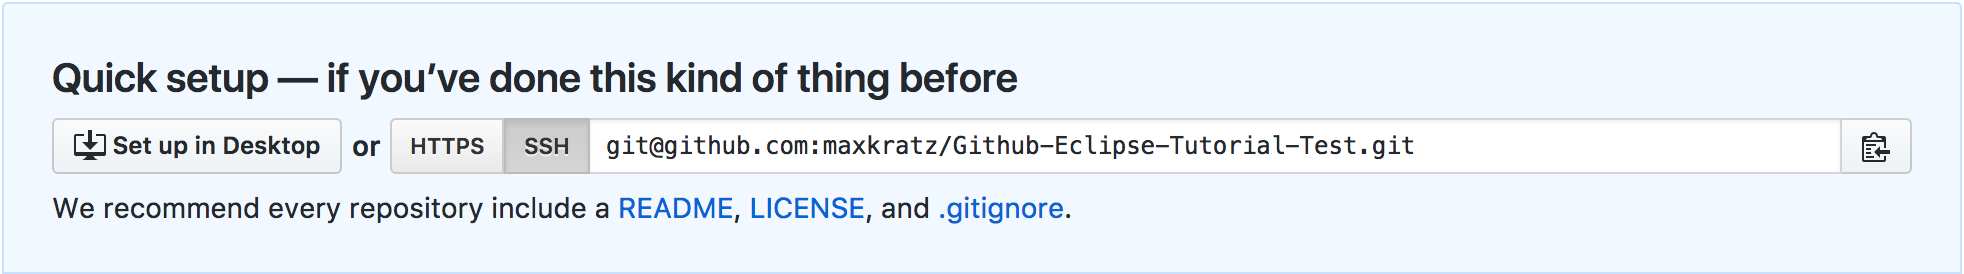 Quick setup — if you’ve done this kind of thing before
Set up in Desktop or HTTPS SSH git@github.com:maxkratz/Github-Eclipse-Tutorial-Test.git
We recommend every repository include a README, LICENSE, and .gitignore.